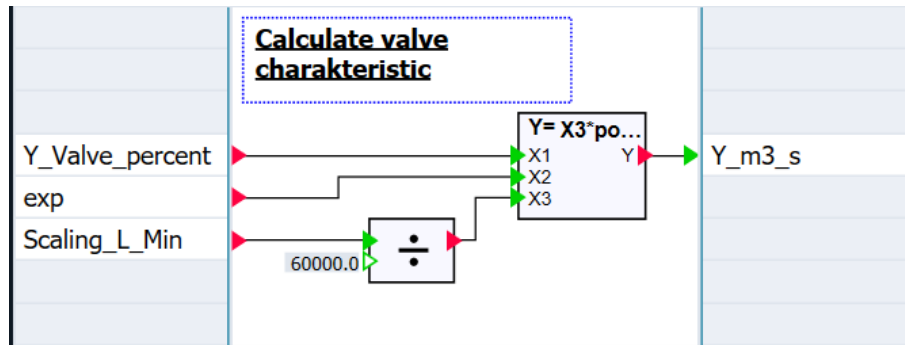 Calculate valve
charakteristic
Y= X3*po...
Y_Valve_percent
X1
Y
Y_m3_s
exp
X2
X3
Scaling_L_Min
60000.0
÷